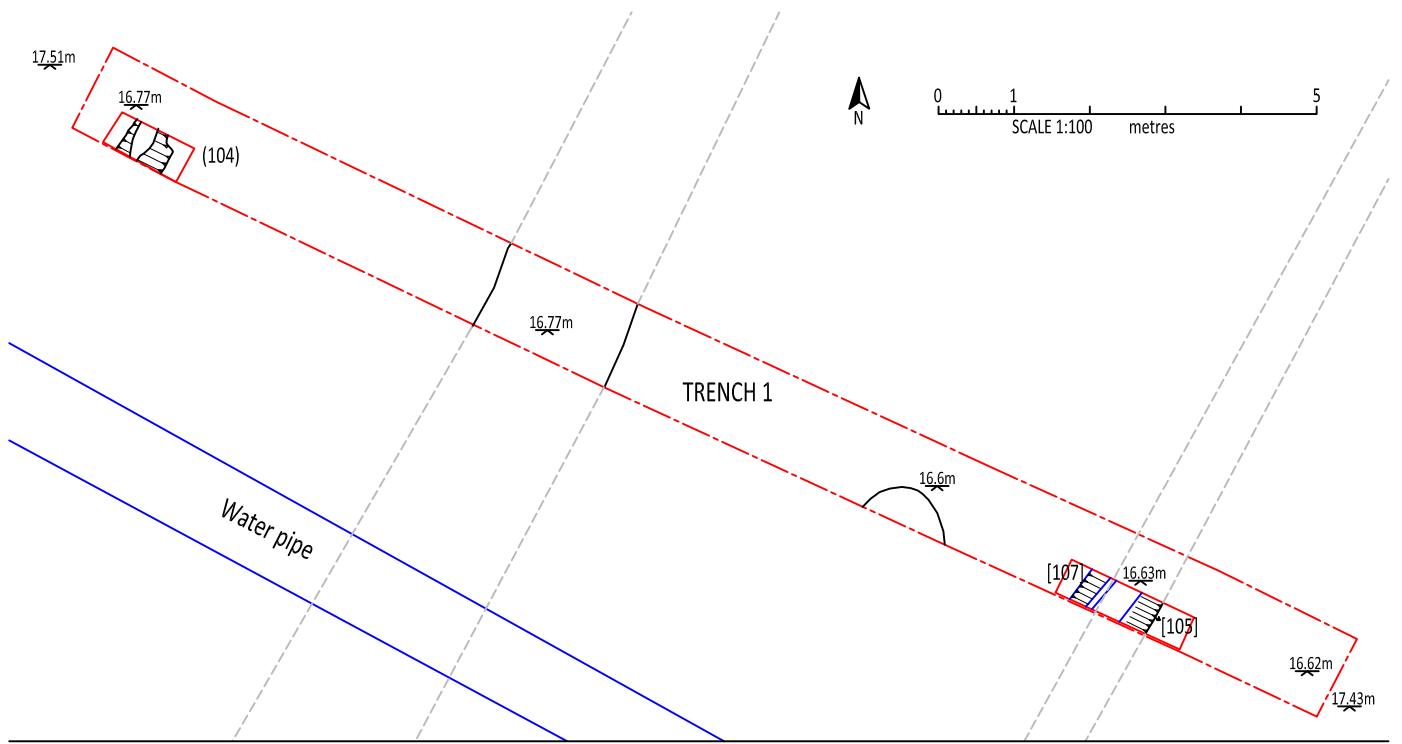 17.51m
16.77m
(104)
N
0 1 5
SCALE 1:100 metres
16.77m
TRENCH 1
16.6m
Water pipe
[107]
16.63m
[105]
16.62m
17.43m